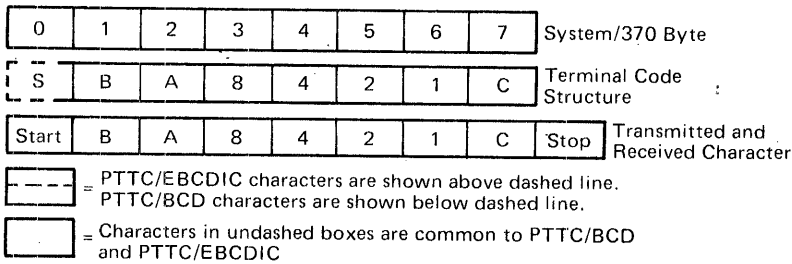 0 1 2 3 4 5 6 7 System/370 Byte
S B A 8 4 2 1 C Terminal Code
Structure
Start B A 8 4 2 1 C Stop Transmitted and
Received Character
= PTTC/EBCDIC characters are shown above dashed line.
PTTC/BCD characters are shown below dashed line.
= Characters in undashed boxes are common to PTTC/BCD
and PTTC/EBCDIC